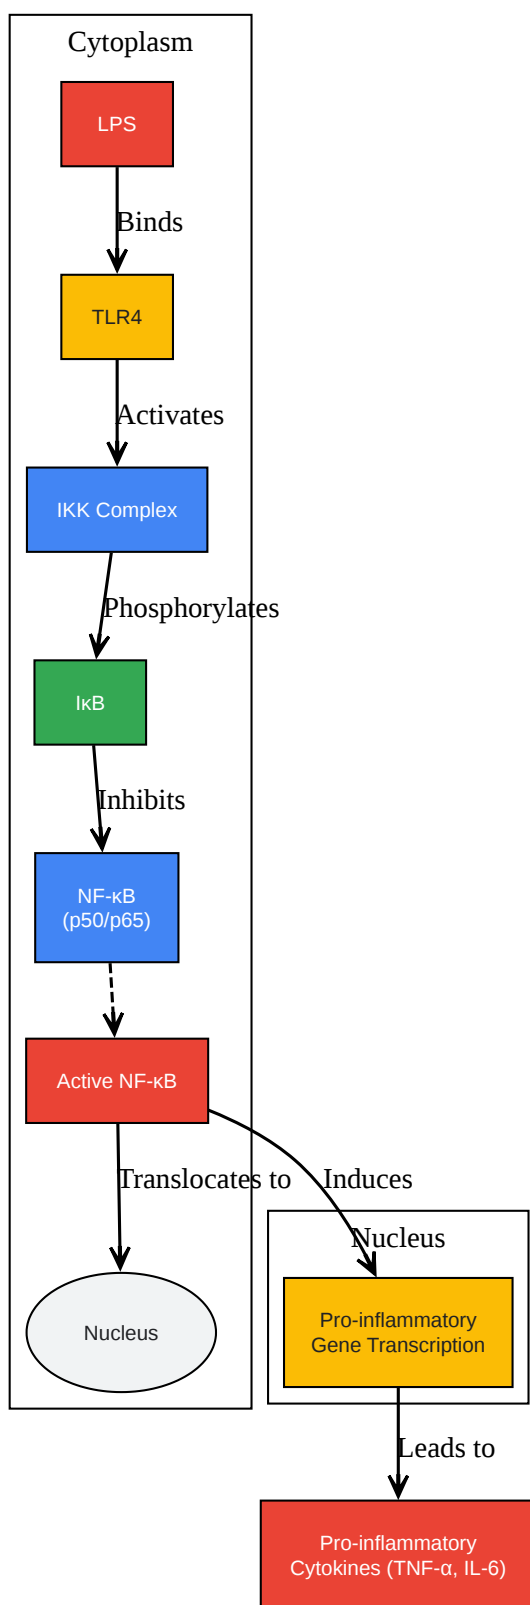 Cytoplasm
LPS
Binds
TLR4
Activates
IKK Complex
Phosphorylates
IκB
Inhibits
NF-κB
(p50/p65)
Active NF-κB
Translocates to
Induces
Nucleus
Nucleus
Pro-inflammatory
Gene Transcription
Leads to
Pro-inflammatory
Cytokines (TNF-α, IL-6)